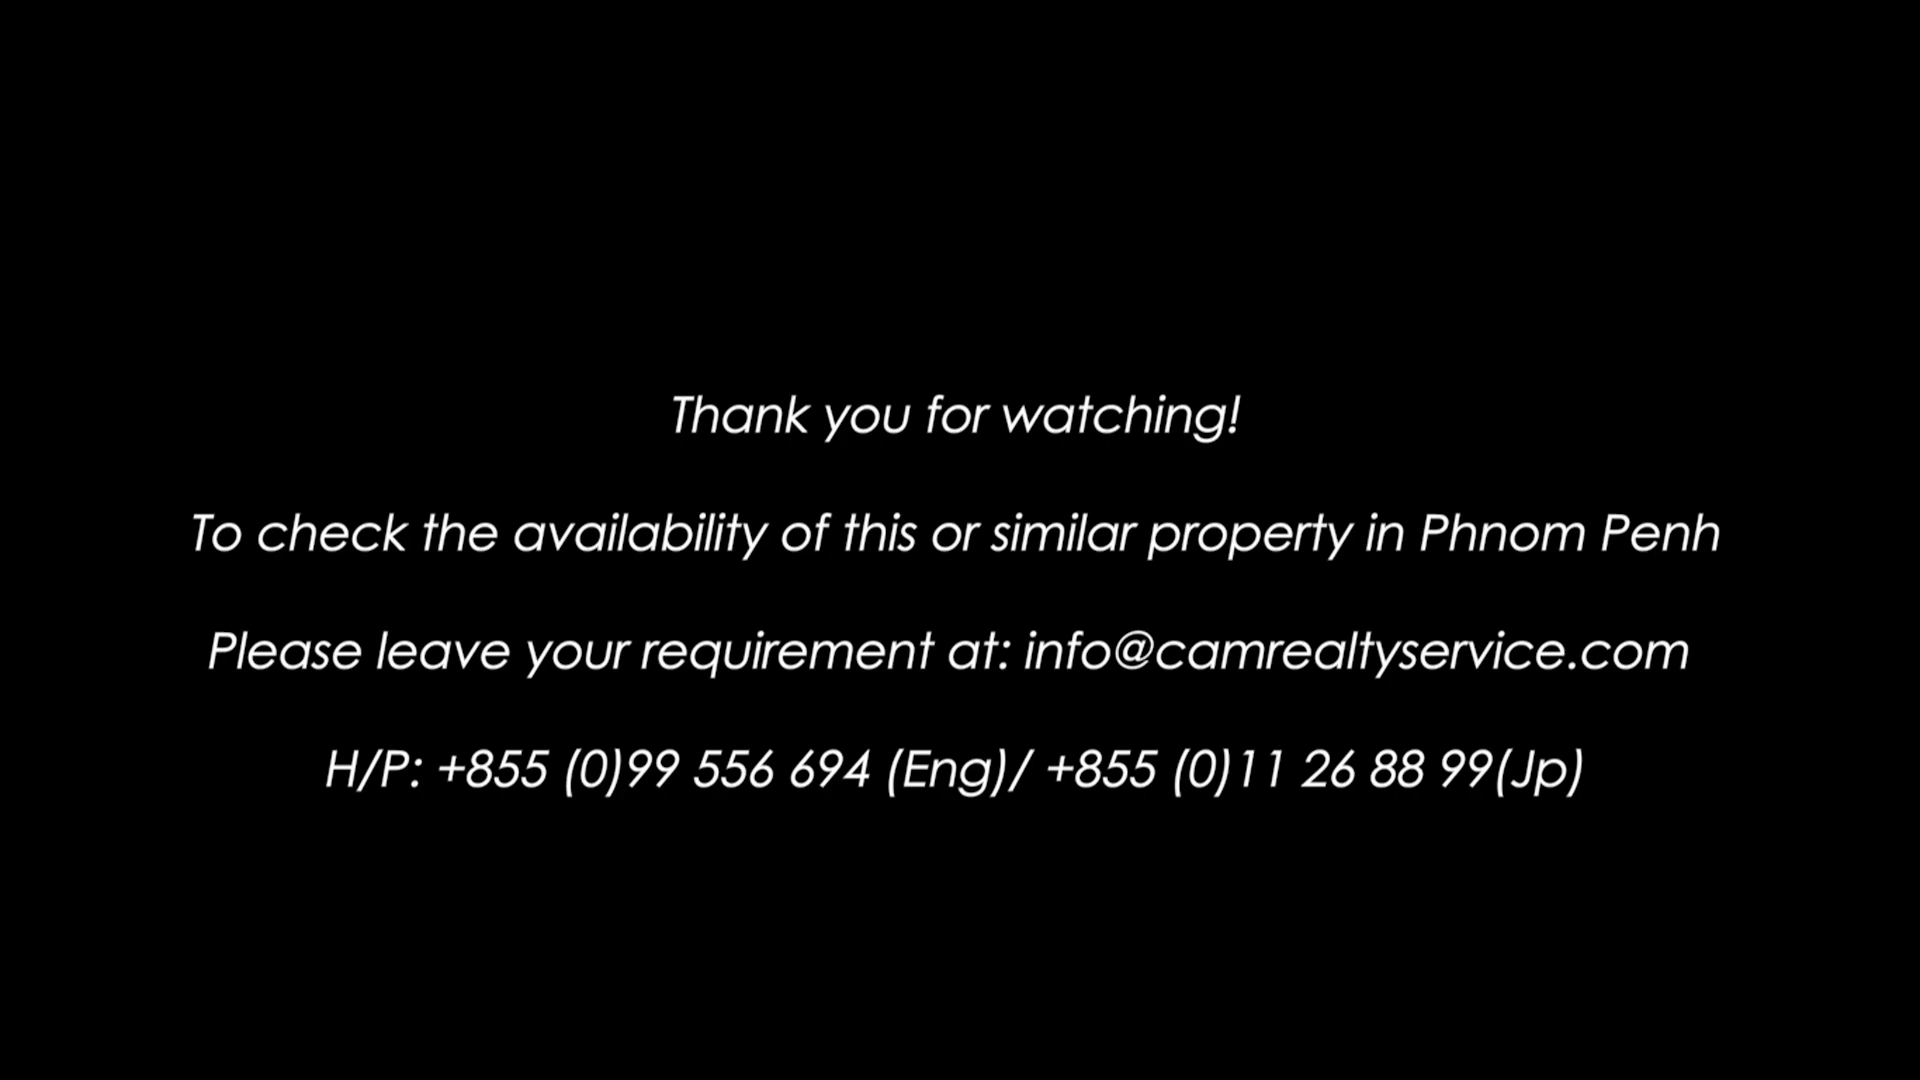 Thank you for watching!
To check the availability of this or similar property in Phnom Penh
Please leave your requirement at: info@camrealtyservice.com
H/P: +855 (0)99 556 694 (Eng)/ +855 (0)11 26 88 99(Jp)